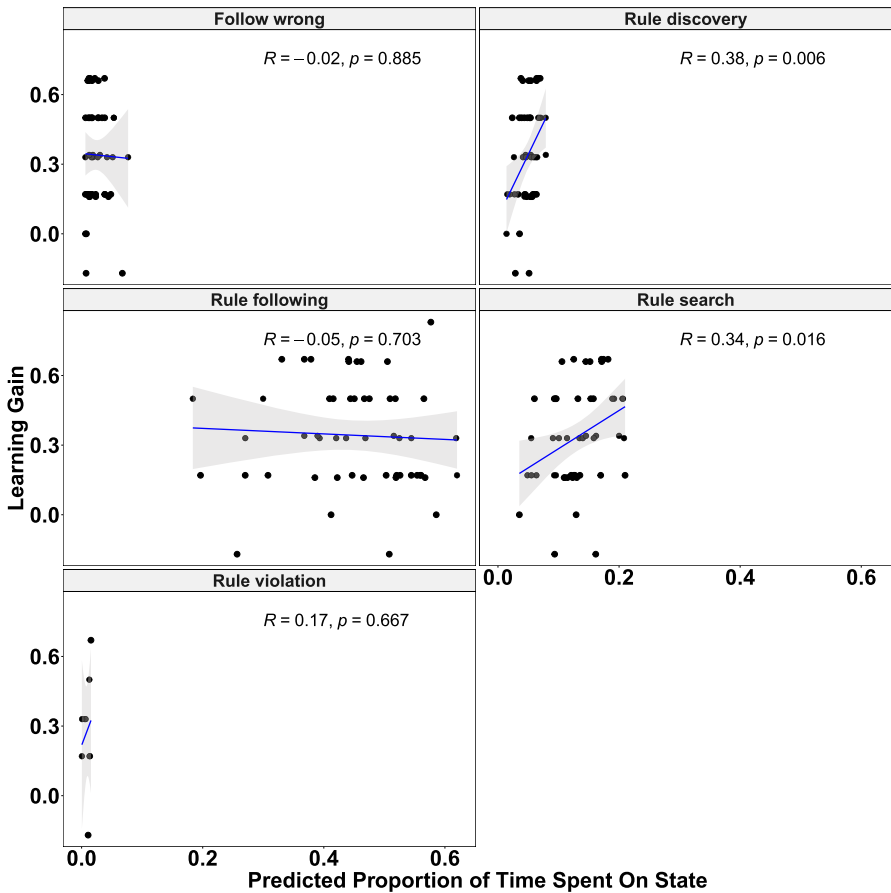 Follow wrong
Rule discovery
R = −0.02, p = 0.885
R = 0.38, p = 0.006
0.6
0.3
0.0
Rule following
Rule search
R = −0.05, p = 0.703
R = 0.34, p = 0.016
0.6
0.3
0.0
Learning Gain
0.0 0.2 0.4 0.6
Rule violation
R = 0.17, p = 0.667
0.6
0.3
0.0
0.0 0.2 0.4 0.6
Predicted Proportion of Time Spent On State